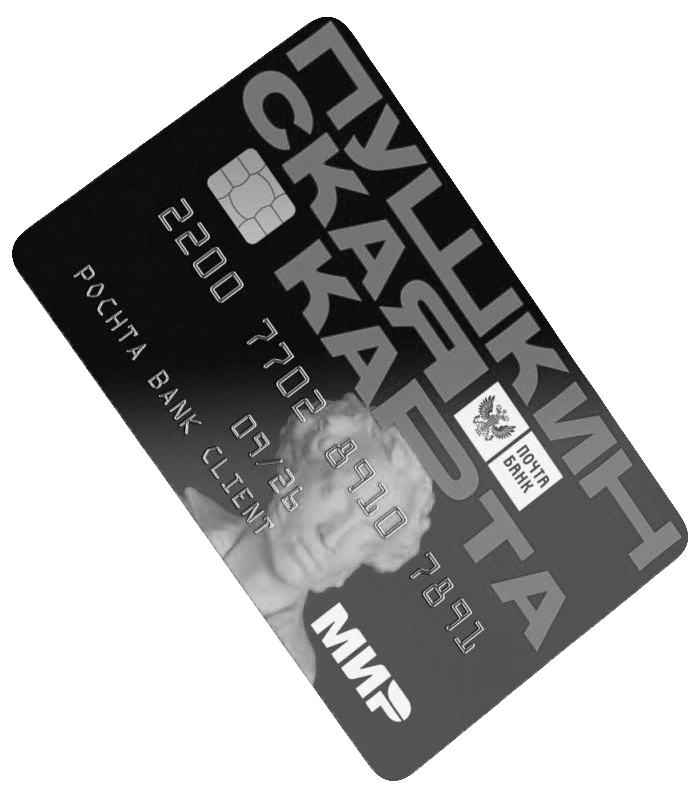 ПУШКИН
СКАЯ
КАРТА
ПОЧТА
БАНК
2200 7702 8910 7891
09/26
POCHTA BANK CLIENT
МИР